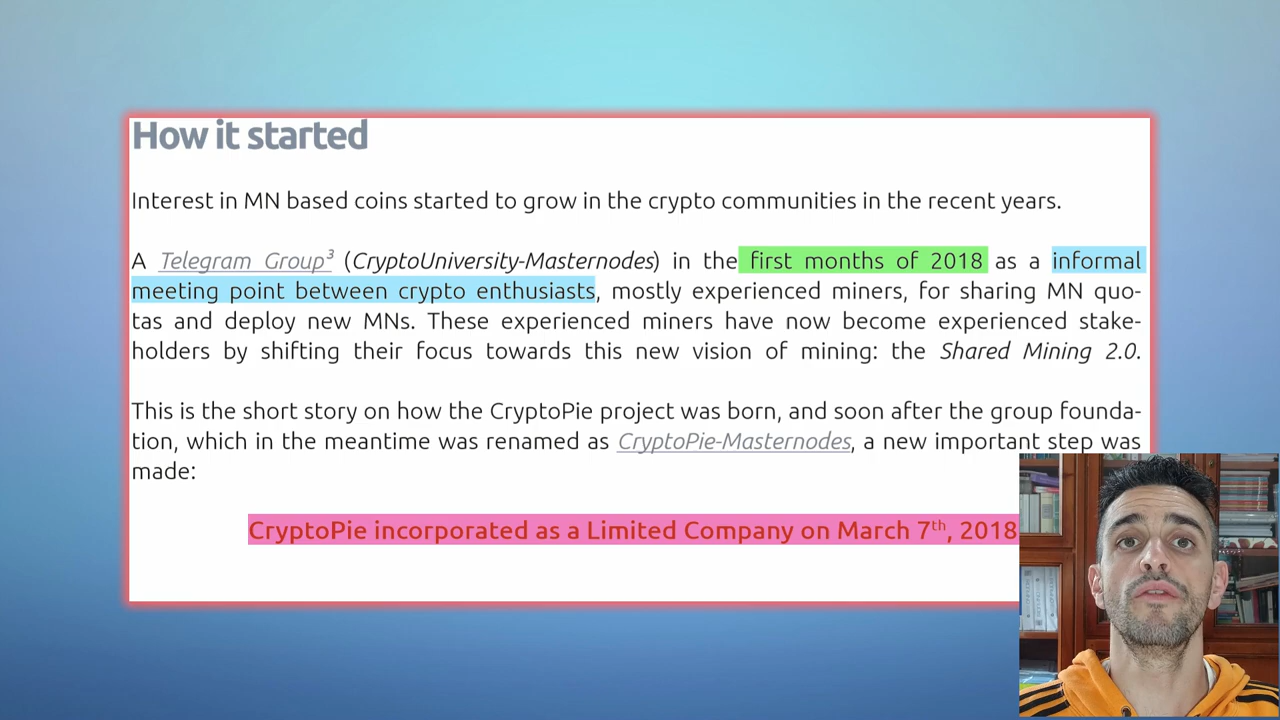 How it started
Interest in MN based coins started to grow in the crypto communities in the recent years.
A Telegram Group³ (CryptoUniversity-Masternodes) in the first months of 2018 as a informal
meeting point between crypto enthusiasts, mostly experienced miners, for sharing MN quo-
tas and deploy new MNs. These experienced miners have now become experienced stake-
holders by shifting their focus towards this new vision of mining: the Shared Mining 2.0.
This is the short story on how the CryptoPie project was born, and soon after the group founda-
tion, which in the meantime was renamed as CryptoPie-Masternodes, a new important step was
made:
CryptoPie incorporated as a Limited Company on March 7th, 2018